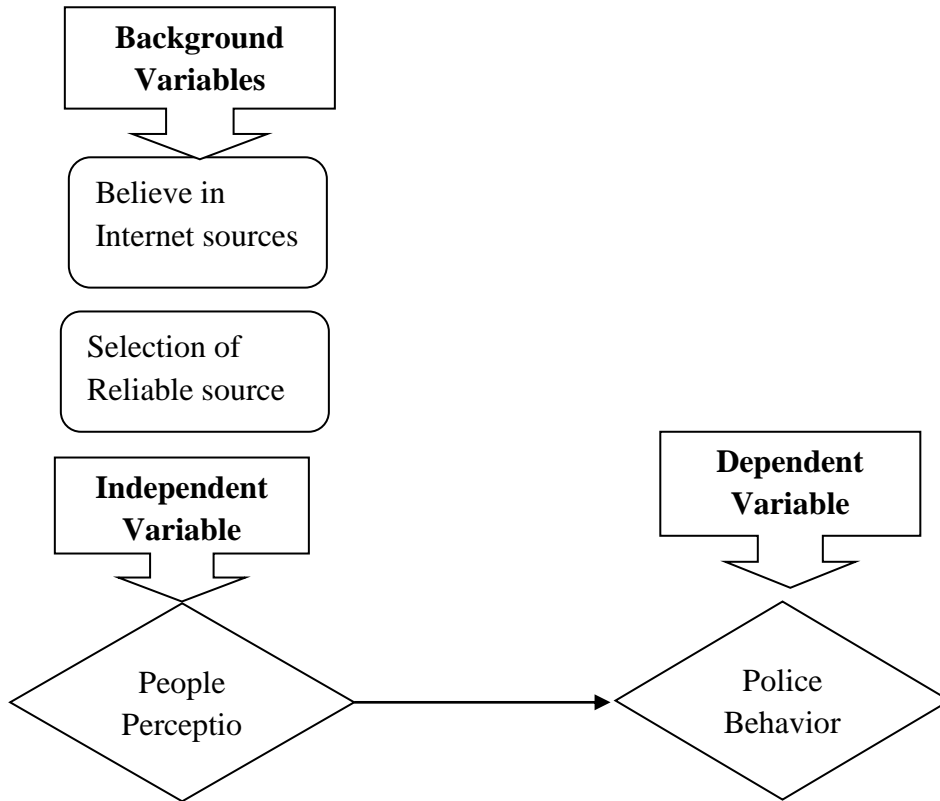 Background
Variables
Believe in
Internet sources
Selection of
Reliable source
Independent
Variable
Dependent
Variable
People
Perceptio
Police
Behavior